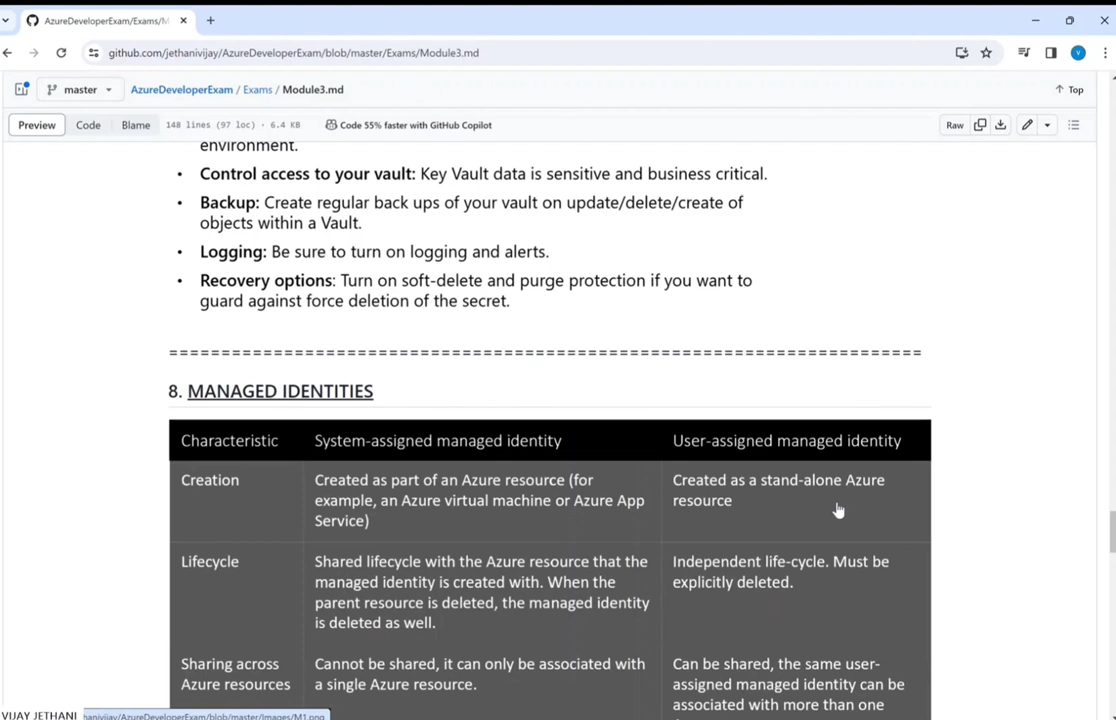 AzureDeveloperExam/Exams/M
github.com/jethanivijay/AzureDeveloperExam/blob/master/Exams/Module3.md
V
master
AzureDeveloperExam / Exams / Module3.md
Top
Preview
Code
Blame
148 lines (97 loc) · 6.4 KB
Code 55% faster with GitHub Copilot
Raw
environment.
• Control access to your vault: Key Vault data is sensitive and business critical.
• Backup: Create regular back ups of your vault on update/delete/create of
objects within a Vault.
• Logging: Be sure to turn on logging and alerts.
• Recovery options: Turn on soft-delete and purge protection if you want to
guard against force deletion of the secret.
==========================================================================
8. MANAGED IDENTITIES
Characteristic
System-assigned managed identity
User-assigned managed identity
Creation
Created as part of an Azure resource (for
example, an Azure virtual machine or Azure App
Service)
Created as a stand-alone Azure
resource
Lifecycle
Shared lifecycle with the Azure resource that the
managed identity is created with. When the
parent resource is deleted, the managed identity
is deleted as well.
Independent life-cycle. Must be
explicitly deleted.
Sharing across
Azure resources
Cannot be shared, it can only be associated with
a single Azure resource.
Can be shared, the same user-
assigned managed identity can be
associated with more than one
VIJAY JETHANI
hanivijay/AzureDeveloperExam/blob/master/Images/M1.png